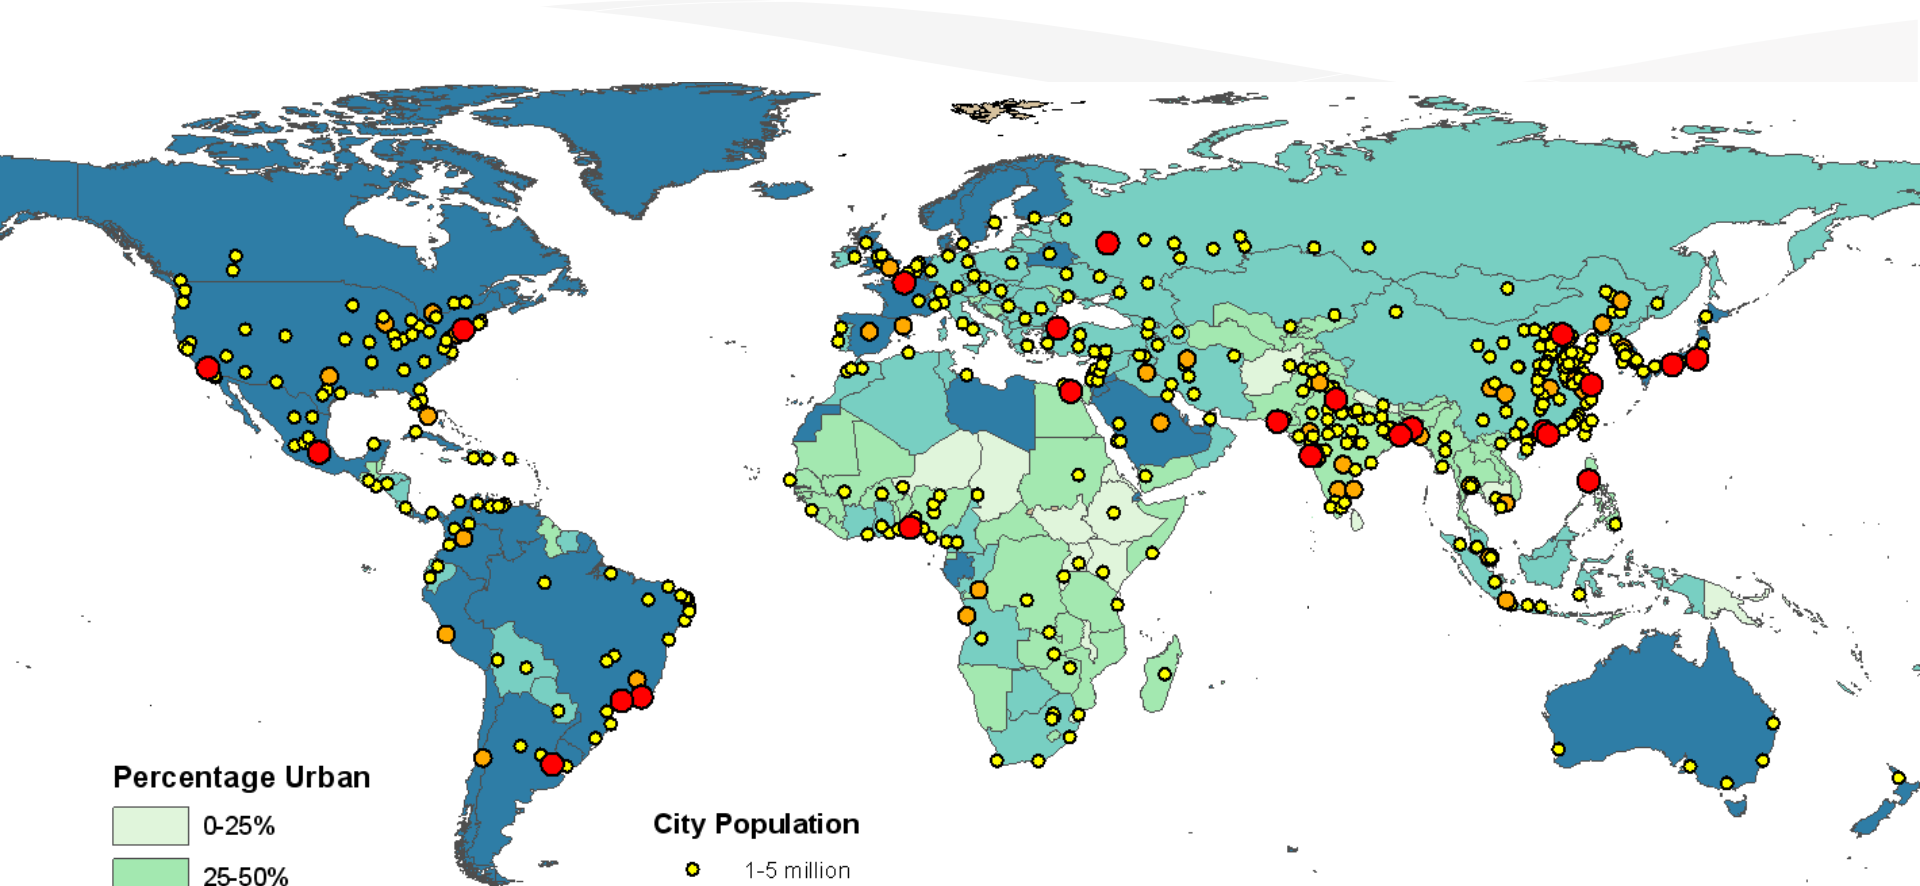 Percentage Urban
0-25%
25-50%
City Population
1-5 million